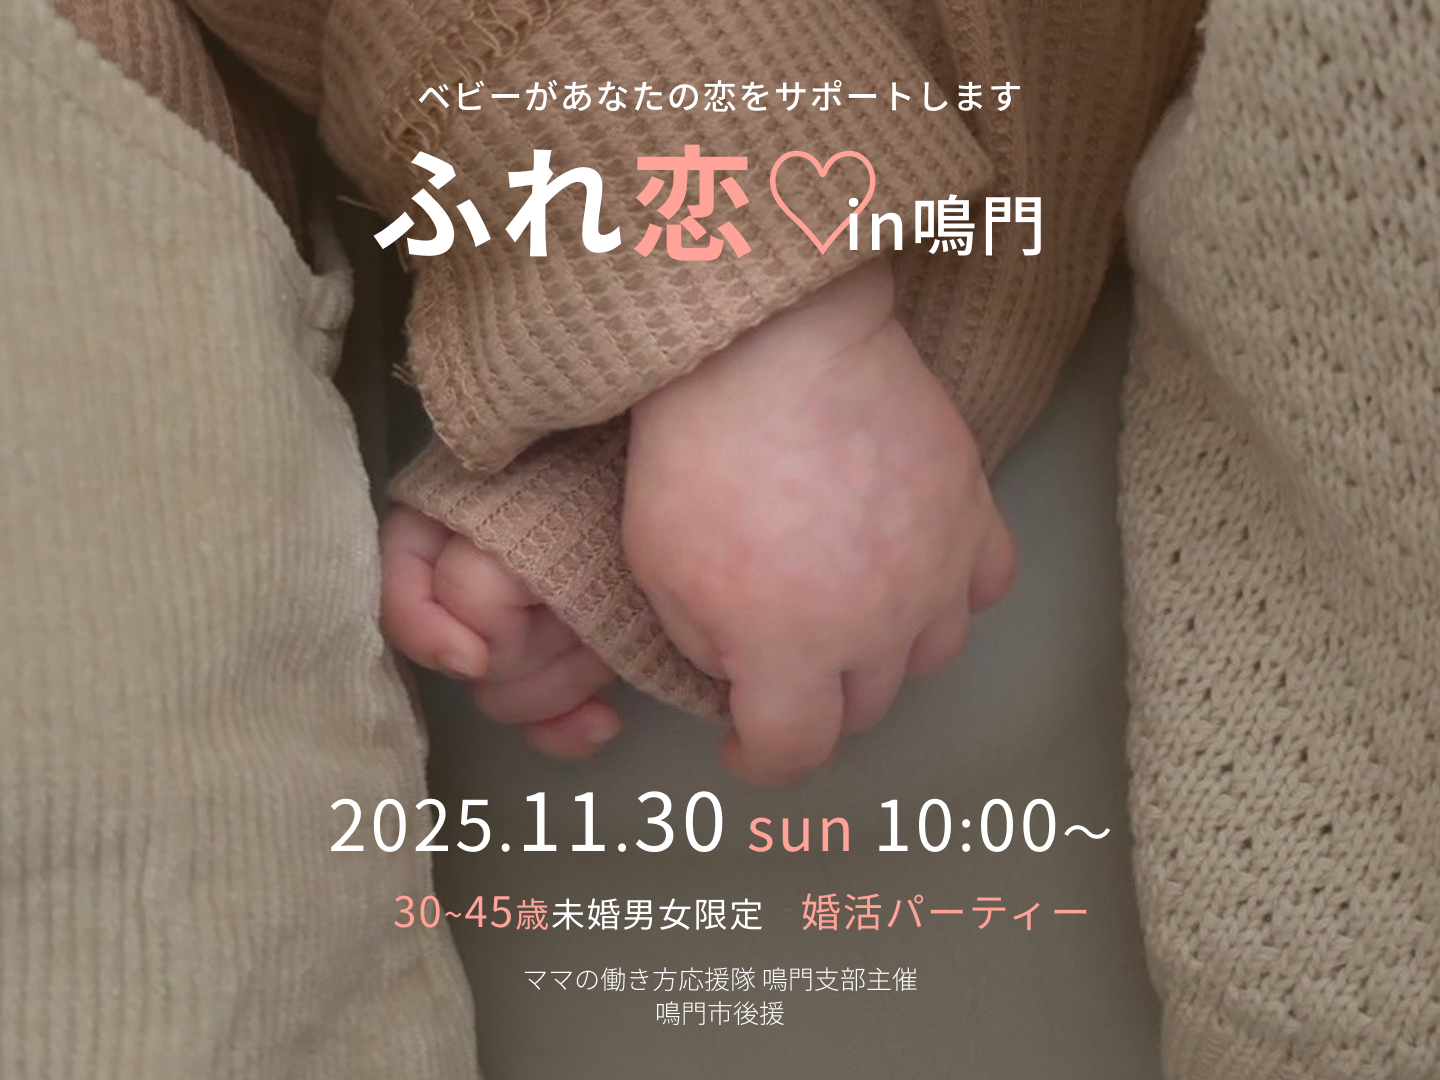 ベビーがあなたの恋をサポートします
ふれ恋♡in鳴門
2025.11.30 sun 10:00～
30~45歳未婚男女限定　婚活パーティー
ママの働き方応援隊 鳴門支部主催
鳴門市後援